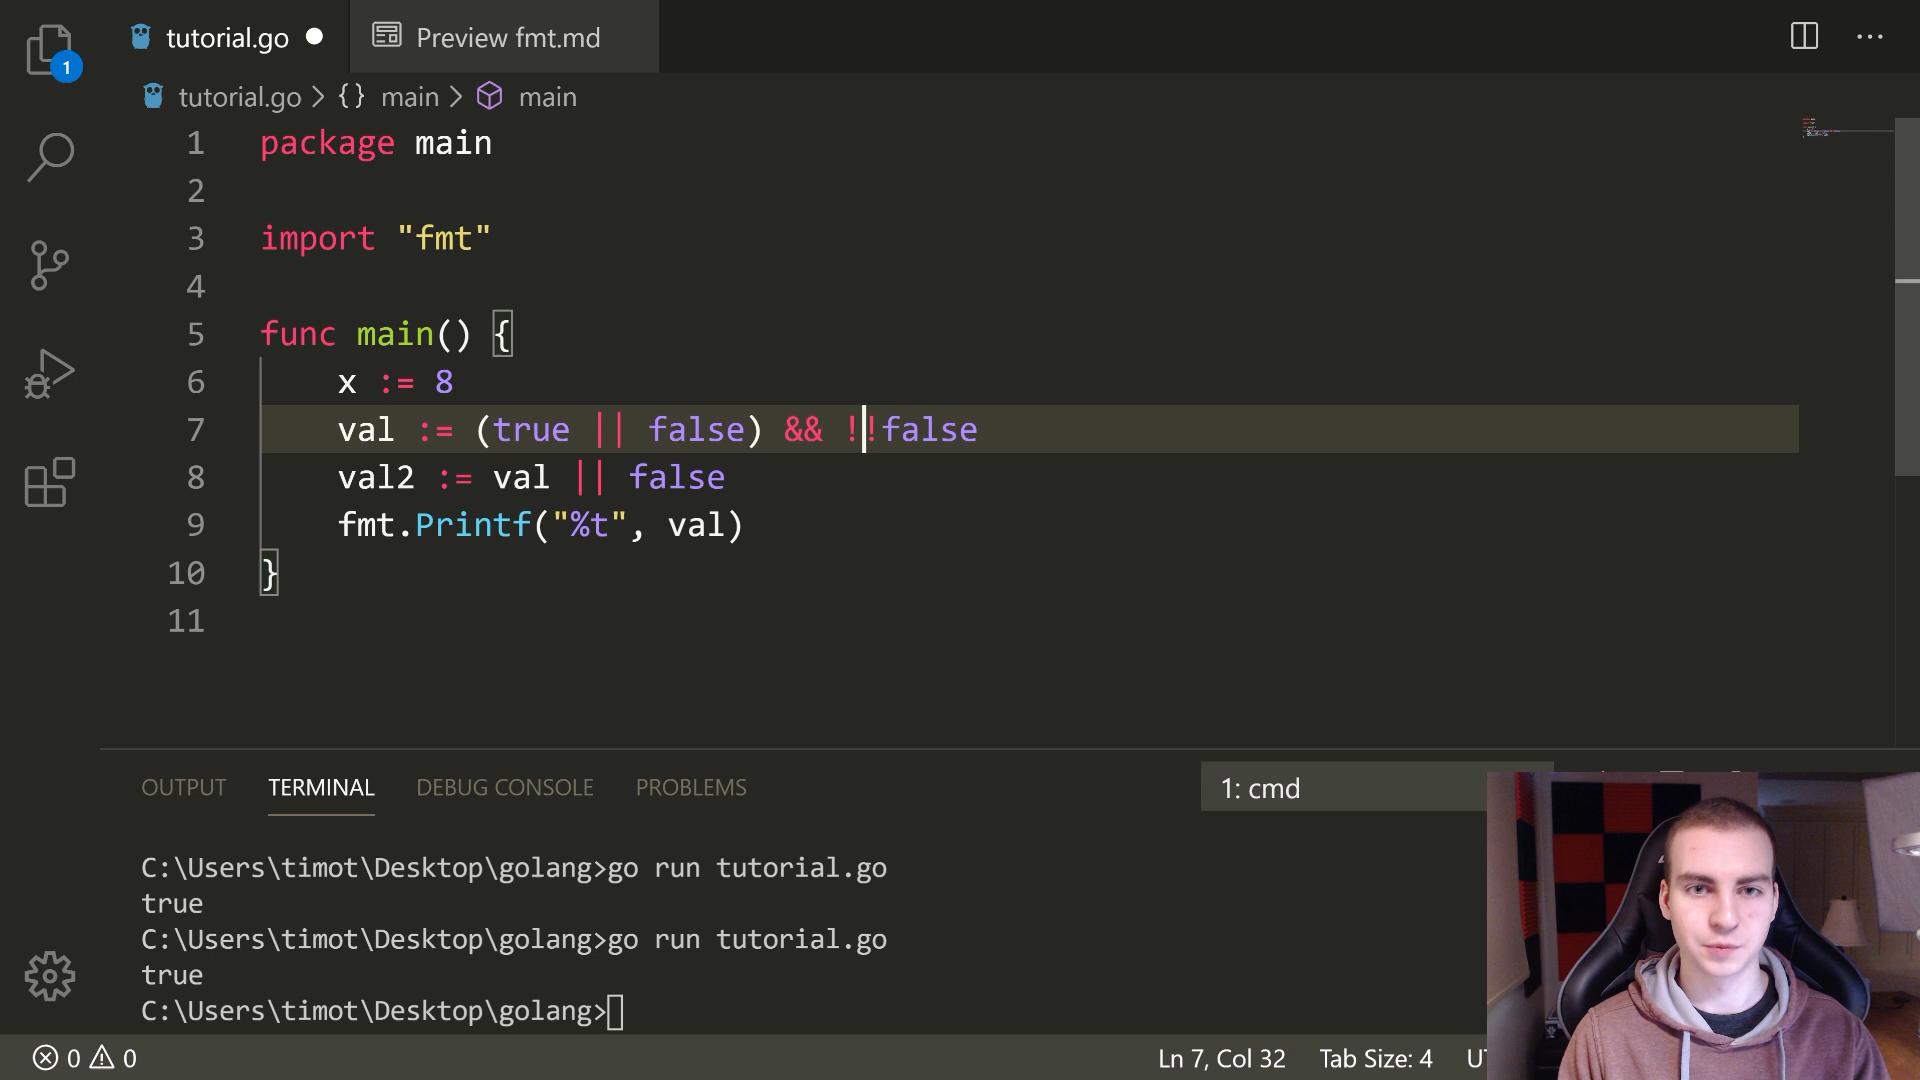 tutorial.go
Preview fmt.md
1
tutorial.go > {} main > main
1 package main
2
3 import "fmt"
4
5 func main() {
6 x := 8
7 val := (true || false) && !!false
8 val2 := val || false
9 fmt.Printf("%t", val)
10 }
11
OUTPUT TERMINAL DEBUG CONSOLE PROBLEMS
1: cmd
C:\Users\timot\Desktop\golang>go run tutorial.go
true
C:\Users\timot\Desktop\golang>go run tutorial.go
true
C:\Users\timot\Desktop\golang>
0 0
Ln 7, Col 32 Tab Size: 4